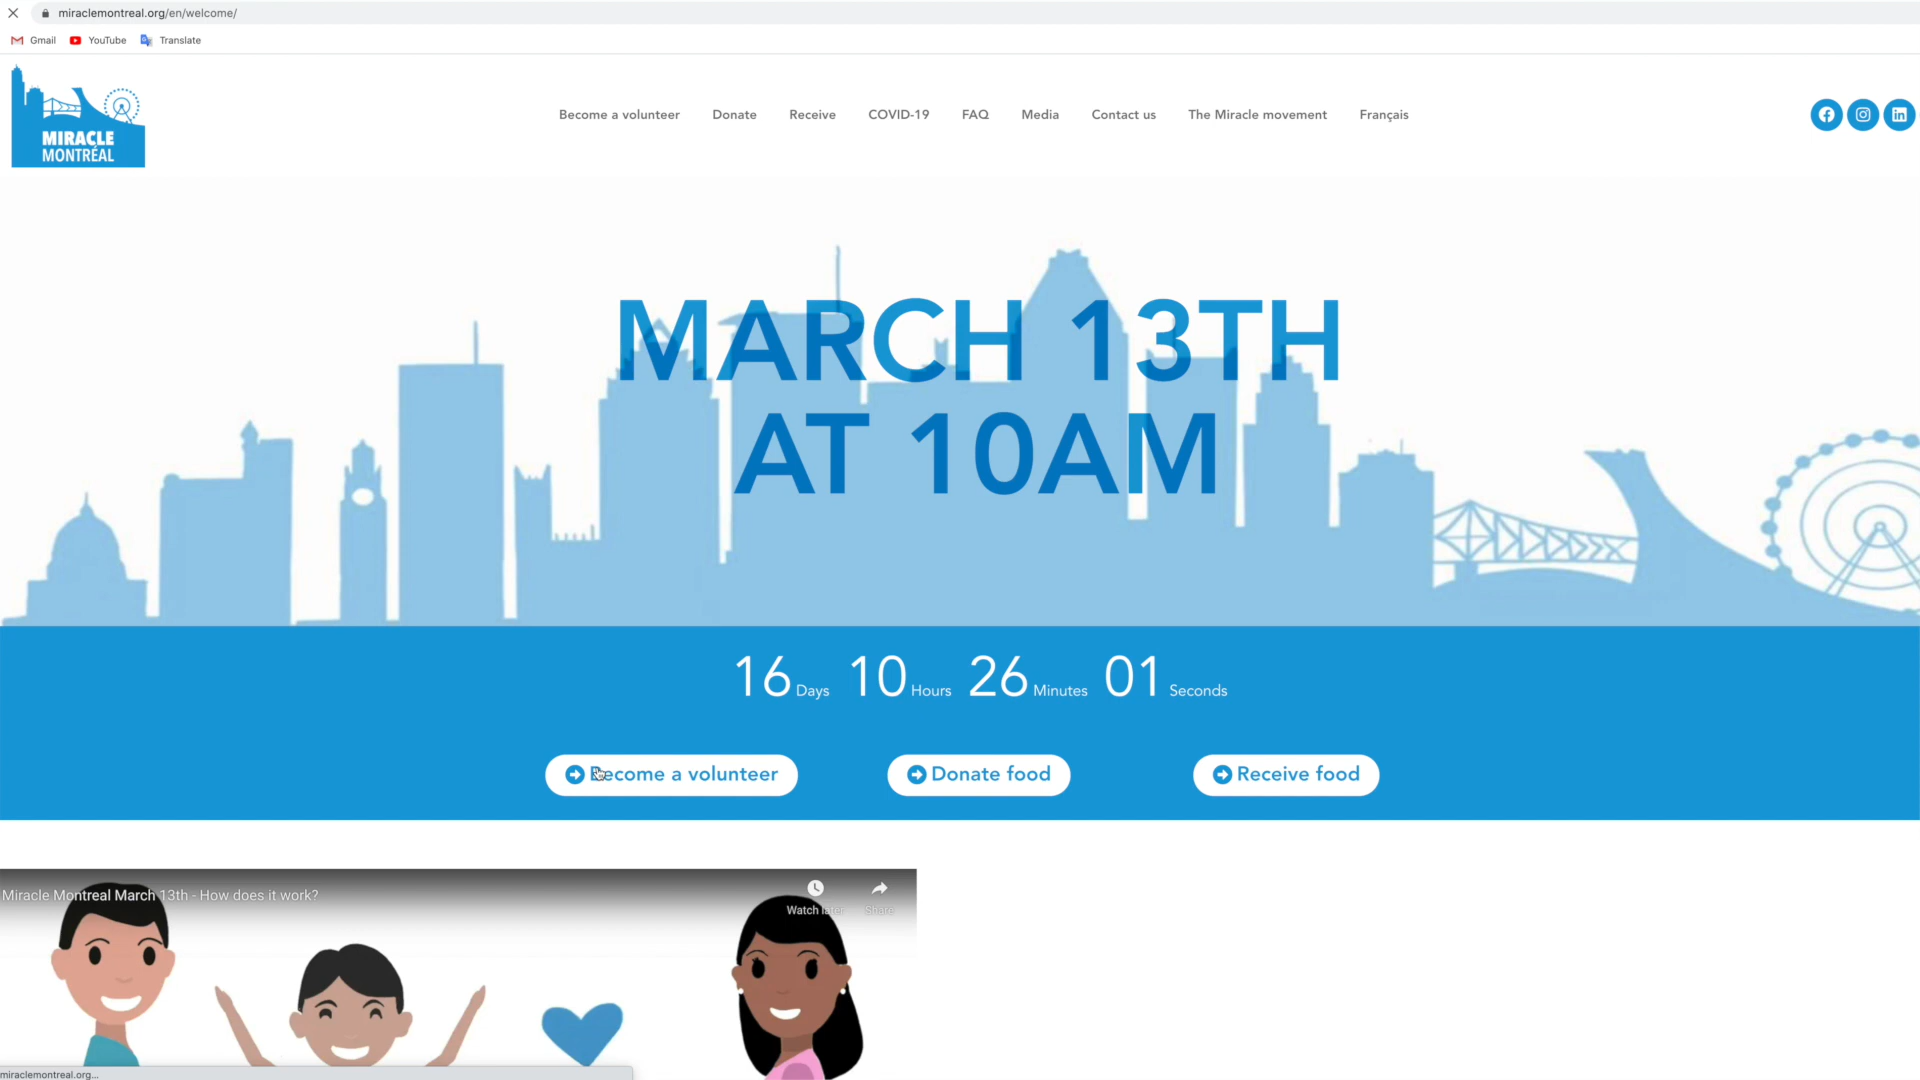 miraclemontreal.org/en/welcome/
Gmail YouTube Translate
MIRACLE
MONTRÉAL
Become a volunteer Donate Receive COVID-19 FAQ Media Contact us The Miracle movement Français
MARCH 13TH
AT 10AM
16 Days 10 Hours 26 Minutes 01 Seconds
Become a volunteer Donate food Receive food
Miracle Montreal March 13th - How does it work?
Watch later Share
miraclemontreal.org...